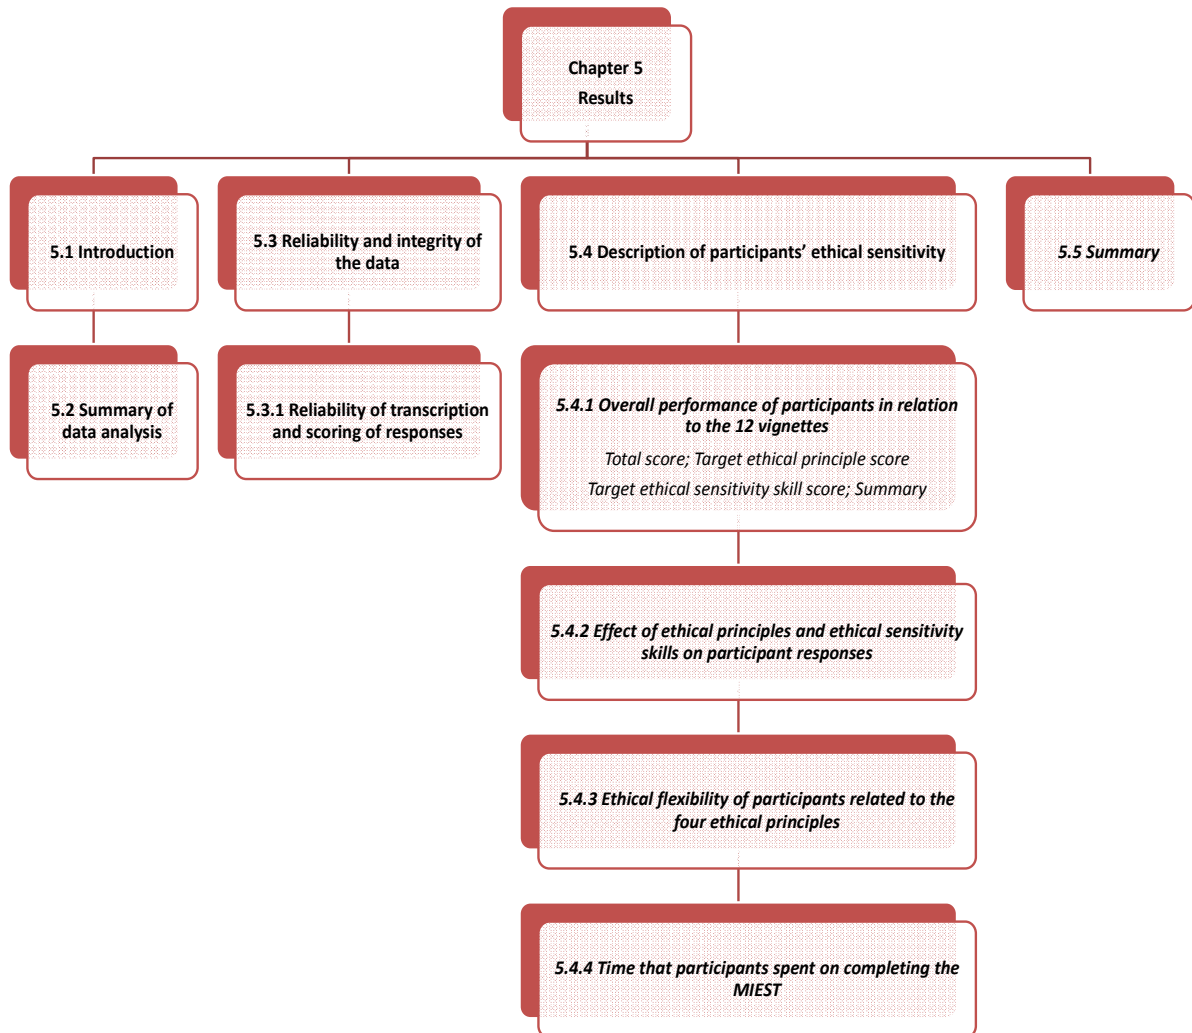 Chapter 5
Results
5.1 Introduction
5.2 Summary of
data analysis
5.3 Reliability and integrity of
the data
5.3.1 Reliability of transcription
and scoring of responses
5.4 Description of participants’ ethical sensitivity
5.4.1 Overall performance of participants in relation
to the 12 vignettes
Total score; Target ethical principle score
Target ethical sensitivity skill score; Summary
5.4.2 Effect of ethical principles and ethical sensitivity
skills on participant responses
5.4.3 Ethical flexibility of participants related to the
four ethical principles
5.4.4 Time that participants spent on completing the
MIEST
5.5 Summary